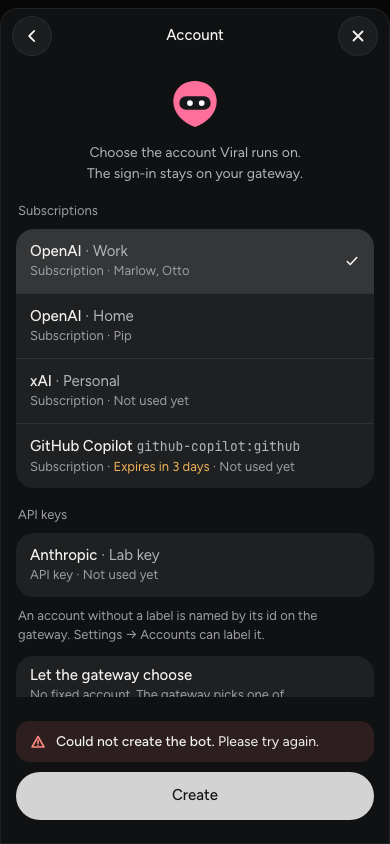 Account
Choose the account Viral runs on.
The sign-in stays on your gateway.
Subscriptions
OpenAI · Work
Subscription · Marlow, Otto
OpenAI · Home
Subscription · Pip
xAI · Personal
Subscription · Not used yet
GitHub Copilot github-copilot:github
Subscription · Expires in 3 days · Not used yet
API keys
Anthropic · Lab key
API key · Not used yet
An account without a label is named by its id on the
gateway. Settings → Accounts can label it.
Let the gateway choose
No fixed account. The gateway picks one of
Could not create the bot. Please try again.
Create